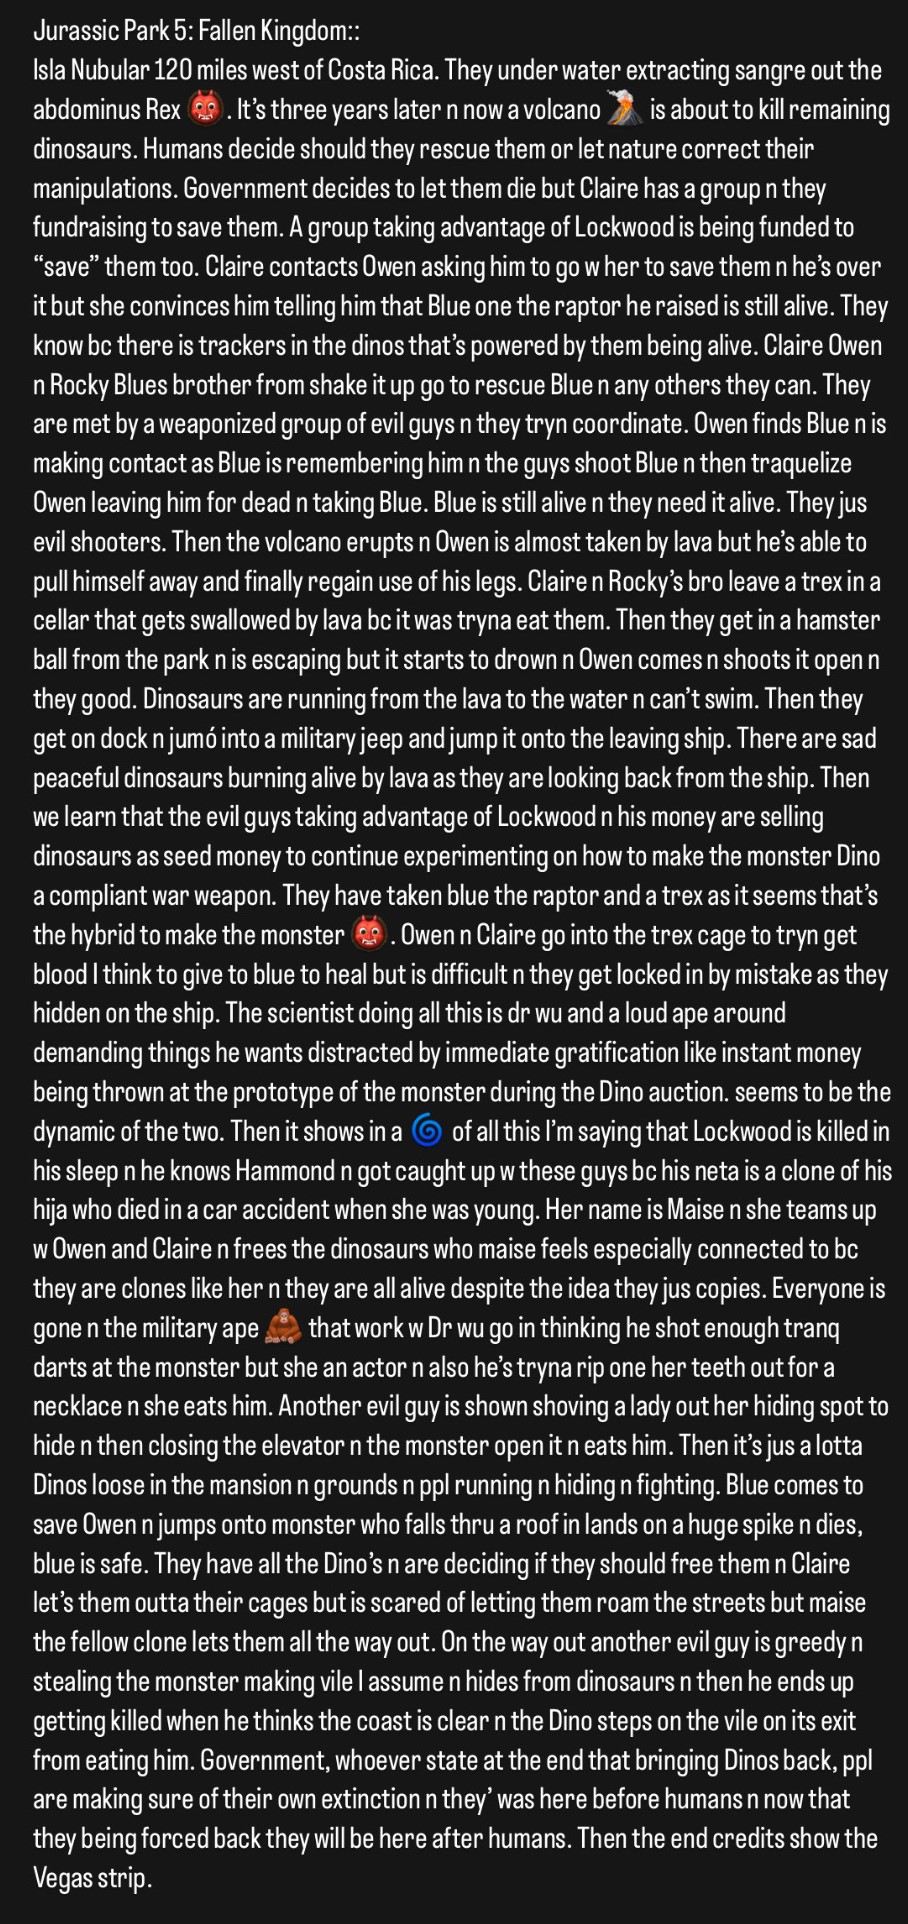 Jurassic Park 5: Fallen Kingdom::
Isla Nubular 120 miles west of Costa Rica. They under water extracting sangre out the
abdominus Rex 👹. It’s three years later n now a volcano 🌋 is about to kill remaining
dinosaurs. Humans decide should they rescue them or let nature correct their
manipulations. Government decides to let them die but Claire has a group n they
fundraising to save them. A group taking advantage of Lockwood is being funded to
“save” them too. Claire contacts Owen asking him to go w her to save them n he’s over
it but she convinces him telling him that Blue one the raptor he raised is still alive. They
know bc there is trackers in the dinos that’s powered by them being alive. Claire Owen
n Rocky Blues brother from shake it up go to rescue Blue n any others they can. They
are met by a weaponized group of evil guys n they tryn coordinate. Owen finds Blue n is
making contact as Blue is remembering him n the guys shoot Blue n then traquelize
Owen leaving him for dead n taking Blue. Blue is still alive n they need it alive. They jus
evil shooters. Then the volcano erupts n Owen is almost taken by lava but he’s able to
pull himself away and finally regain use of his legs. Claire n Rocky’s bro leave a trex in a
cellar that gets swallowed by lava bc it was tryna eat them. Then they get in a hamster
ball from the park n is escaping but it starts to drown n Owen comes n shoots it open n
they good. Dinosaurs are running from the lava to the water n can’t swim. Then they
get on dock n jumó into a military jeep and jump it onto the leaving ship. There are sad
peaceful dinosaurs burning alive by lava as they are looking back from the ship. Then
we learn that the evil guys taking advantage of Lockwood n his money are selling
dinosaurs as seed money to continue experimenting on how to make the monster Dino
a compliant war weapon. They have taken blue the raptor and a trex as it seems that’s
the hybrid to make the monster 👹. Owen n Claire go into the trex cage to tryn get
blood I think to give to blue to heal but is difficult n they get locked in by mistake as they
hidden on the ship. The scientist doing all this is dr wu and a loud ape around
demanding things he wants distracted by immediate gratification like instant money
being thrown at the prototype of the monster during the Dino auction. seems to be the
dynamic of the two. Then it shows in a 🌀 of all this I’m saying that Lockwood is killed in
his sleep n he knows Hammond n got caught up w these guys bc his neta is a clone of his
hija who died in a car accident when she was young. Her name is Maise n she teams up
w Owen and Claire n frees the dinosaurs who maise feels especially connected to bc
they are clones like her n they are all alive despite the idea they jus copies. Everyone is
gone n the military ape 🦧 that work w Dr wu go in thinking he shot enough tranq
darts at the monster but she an actor n also he’s tryna rip one her teeth out for a
necklace n she eats him. Another evil guy is shown shoving a lady out her hiding spot to
hide n then closing the elevator n the monster open it n eats him. Then it’s jus a lotta
Dinos loose in the mansion n grounds n ppl running n hiding n fighting. Blue comes to
save Owen n jumps onto monster who falls thru a roof in lands on a huge spike n dies,
blue is safe. They have all the Dino’s n are deciding if they should free them n Claire
let’s them outta their cages but is scared of letting them roam the streets but maise
the fellow clone lets them all the way out. On the way out another evil guy is greedy n
stealing the monster making vile I assume n hides from dinosaurs n then he ends up
getting killed when he thinks the coast is clear n the Dino steps on the vile on its exit
from eating him. Government, whoever state at the end that bringing Dinos back, ppl
are making sure of their own extinction n they’ was here before humans n now that
they being forced back they will be here after humans. Then the end credits show the
Vegas strip.